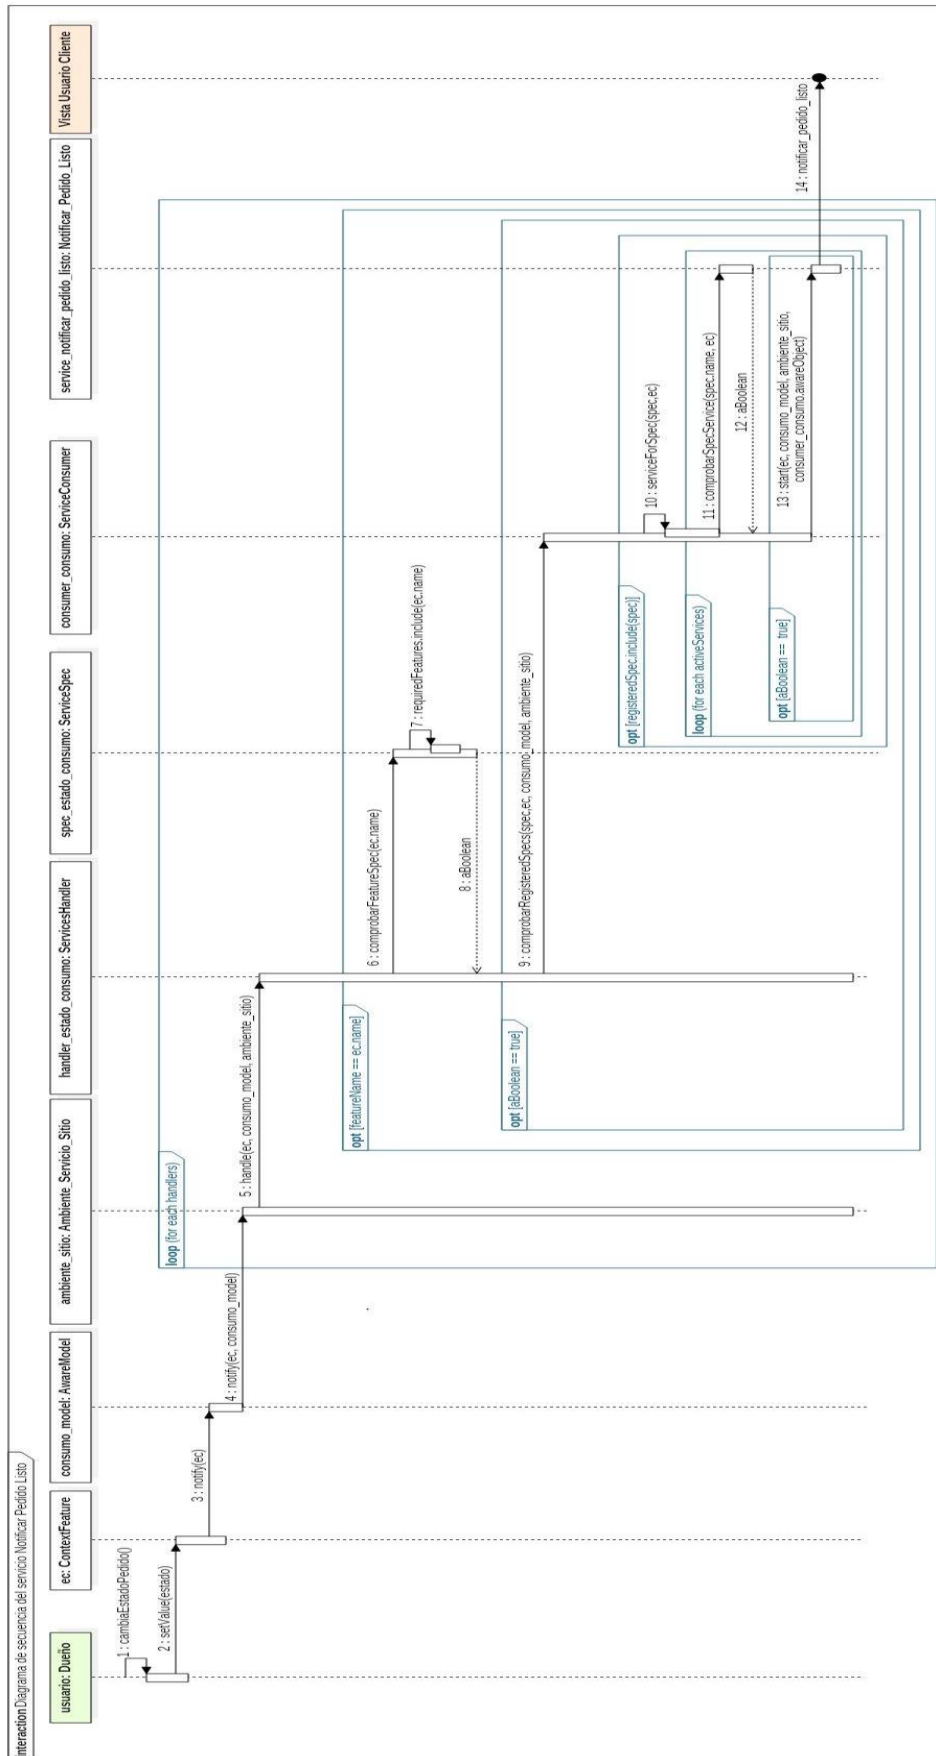 interaction Diagrama de secuencia del servicio Notificar Pedido Listo
usuario: Dueño
ec: ContextFeature
consumo_model: AwareModel
ambiente_sitio: Ambiente_Servicio_Sitio
handler_estado_consumo: ServicesHandler
spec_estado_consumo: ServiceSpec
consumer_consumo: ServiceConsumer
service_notificar_pedido_listo: Notificar_Pedido_Listo
Vista Usuario Cliente
1 : cambiaEstadoPedido()
2 : setValue(estado)
3 : notify(ec)
4 : notify(ec, consumo_model)
loop (for each handlers)
5 : handle(ec, consumo_model, ambiente_sitio)
opt [featureName == ec.name]
6 : comprobarFeatureSpec(ec.name)
7 : requiredFeatures.include(ec.name)
8 : aBoolean
opt [aBoolean == true]
9 : comprobarRegisteredSpecs(spec,ec, consumo_model, ambiente_sitio)
opt [registeredSpec.include(spec)]
10 : serviceForSpec(spec,ec)
loop (for each activeServices)
11 : comprobarSpecService(spec.name, ec)
12 : aBoolean
opt [aBoolean == true]
13 : start(ec, consumo_model, ambiente_sitio,
consumer_consumo.awareObject)
14 : notificar_pedido_listo